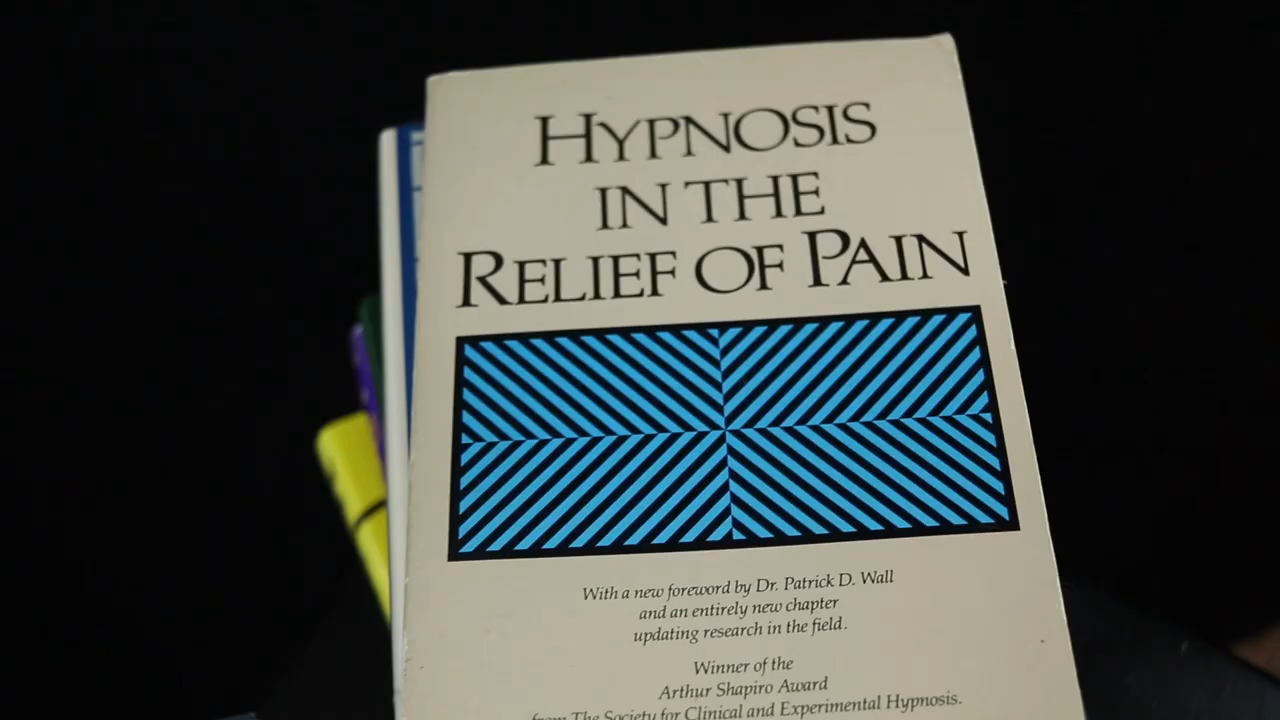 HYPNOSIS
IN THE
RELIEF OF PAIN
With a new foreword by Dr. Patrick D. Wall
and an entirely new chapter
updating research in the field.
Winner of the
Arthur Shapiro Award
from The Society for Clinical and Experimental Hypnosis.